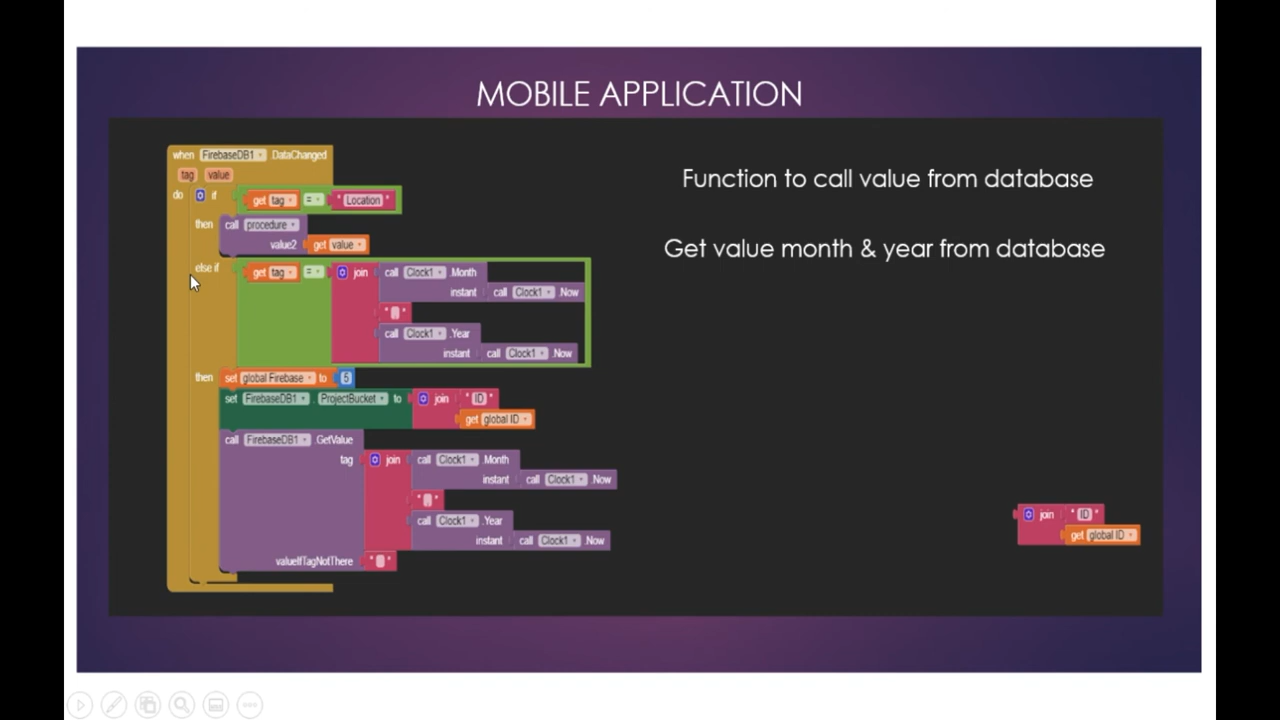 MOBILE APPLICATION
when FirebaseDB1 .DataChanged
tag value
do if get tag = " Location "
then call procedure
value2 get value
else if get tag = join call Clock1 .Month
instant call Clock1 .Now
" "
call Clock1 .Year
instant call Clock1 .Now
then set global Firebase to 5
set FirebaseDB1 . ProjectBucket to join " ID "
get global ID
call FirebaseDB1 .GetValue
tag join call Clock1 .Month
instant call Clock1 .Now
" "
call Clock1 .Year
instant call Clock1 .Now
valueIfTagNotThere " "
Function to call value from database
Get value month & year from database
join " ID "
get global ID